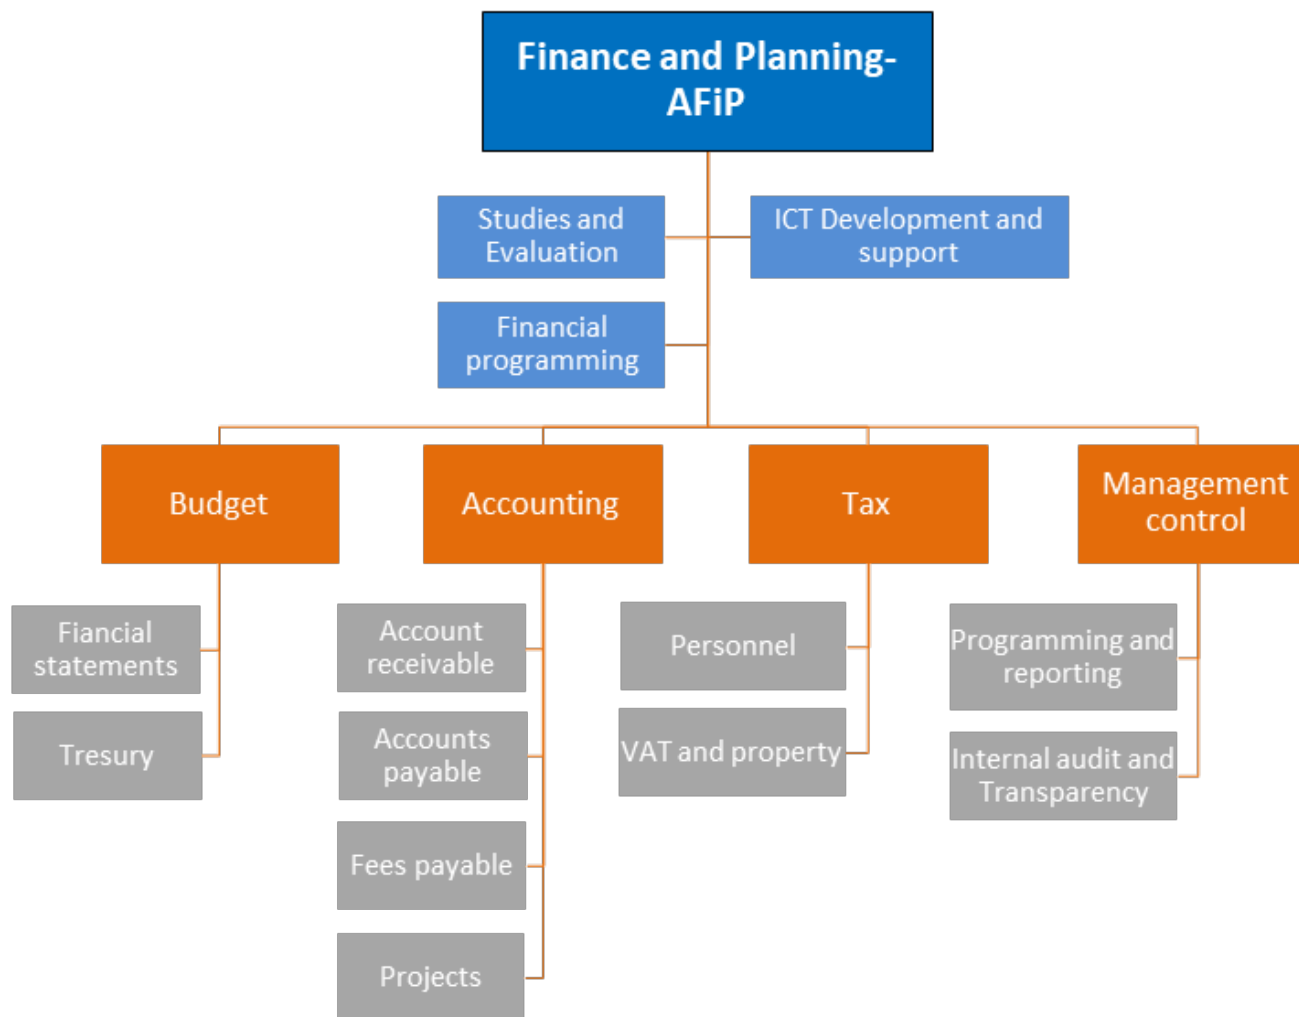 Finance and Planning-
AFiP
Studies and
Evaluation
ICT Development and
support
Financial
programming
Budget
Accounting
Tax
Management
control
Fiancial
statements
Tresury
Account
receivable
Accounts
payable
Fees payable
Projects
Personnel
VAT and property
Programming and
reporting
Internal audit and
Transparency